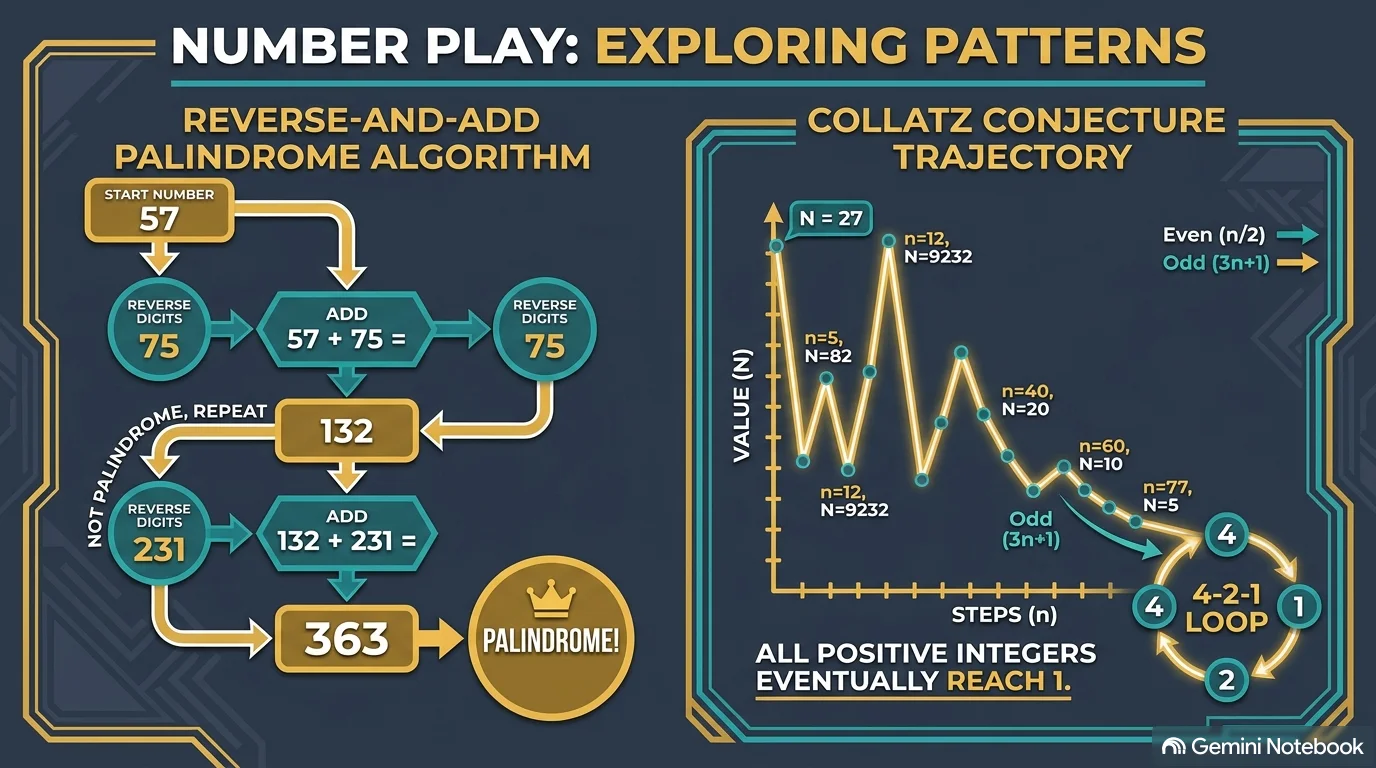 NUMBER PLAY: EXPLORING PATTERNS
REVERSE-AND-ADD
PALINDROME ALGORITHM
START NUMBER
57
REVERSE
DIGITS
75
ADD
57 + 75 =
REVERSE
DIGITS
75
NOT PALINDROME, REPEAT
132
REVERSE
DIGITS
231
ADD
132 + 231 =
363
PALINDROME!
COLLATZ CONJECTURE
TRAJECTORY
N = 27
n=12,
N=9232
Even (n/2)
Odd (3n+1)
n=5,
N=82
VALUE (N)
n=40,
N=20
n=60,
N=10
n=12,
N=9232
n=77,
N=5
Odd
(3n+1)
4
4
4-2-1
LOOP
1
2
STEPS (n)
ALL POSITIVE INTEGERS
EVENTUALLY REACH 1.
Gemini Notebook